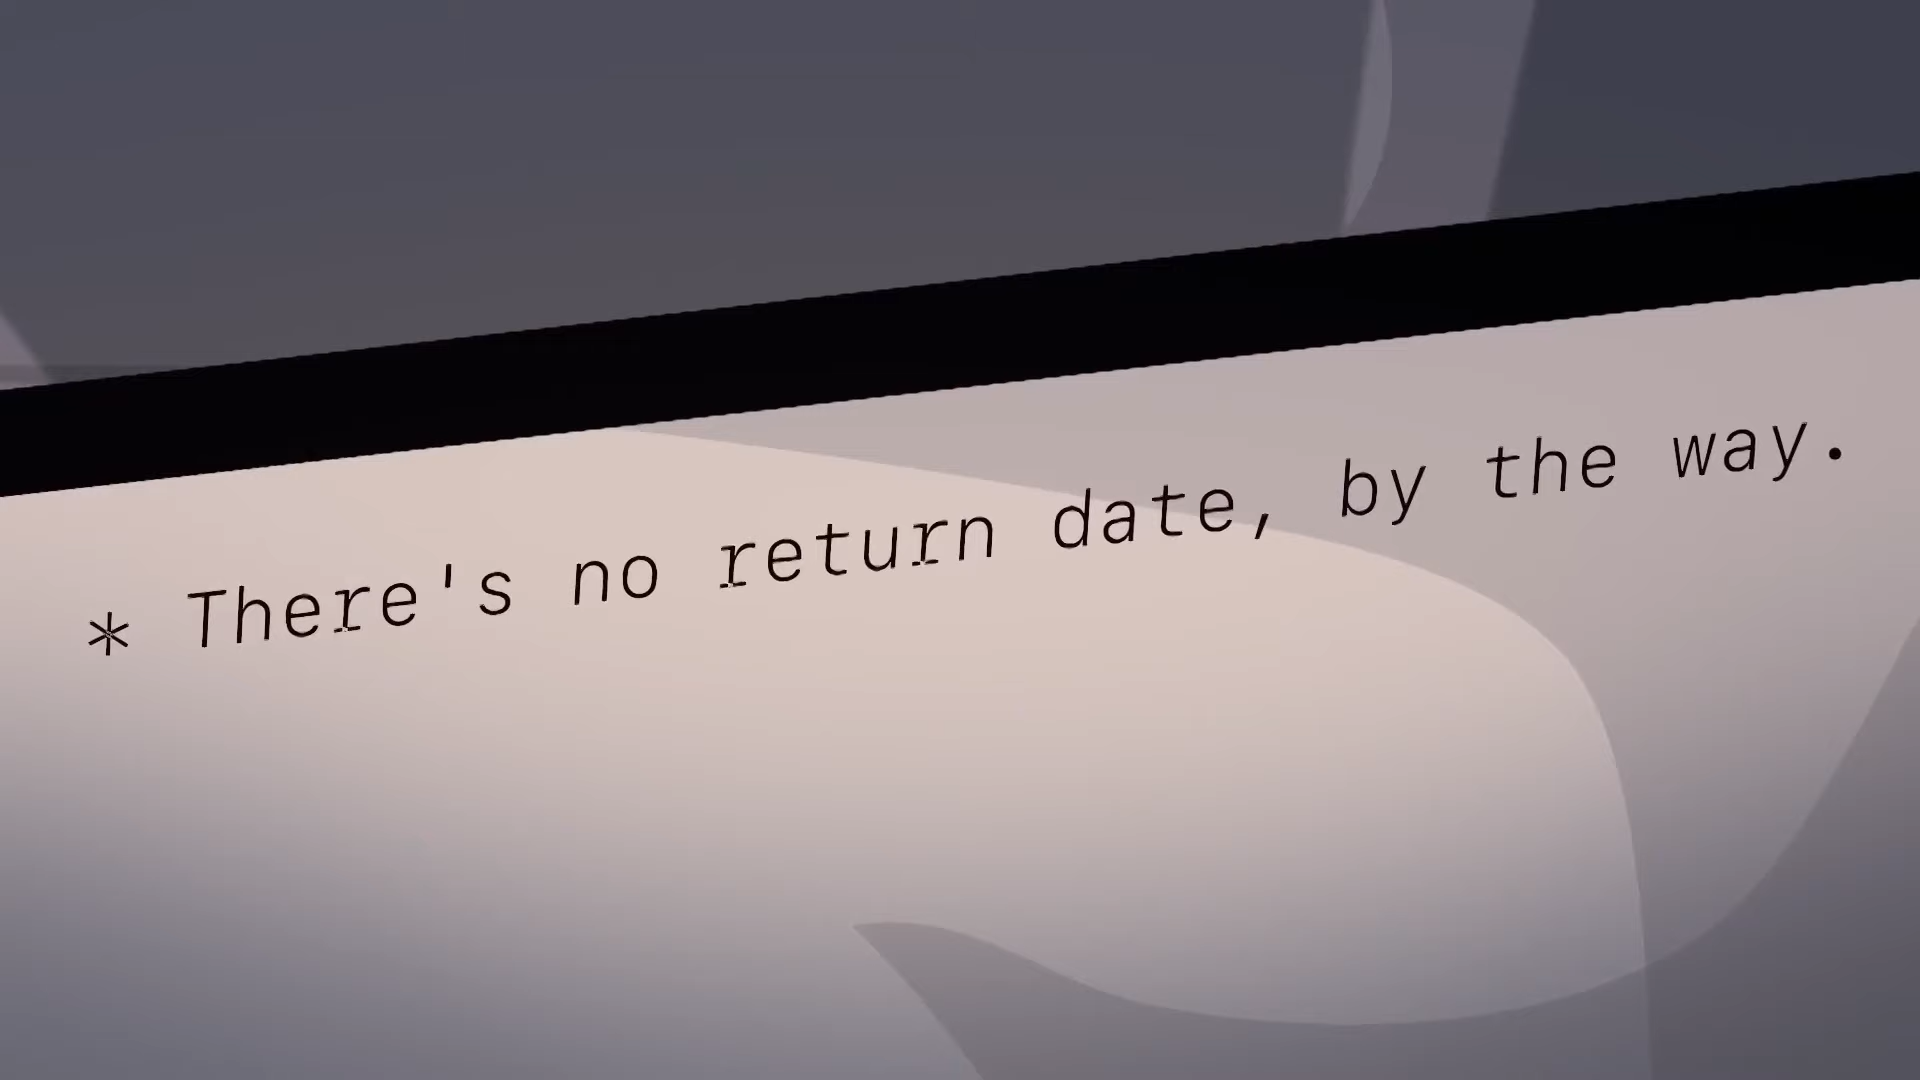 * There's no return date, by the way.